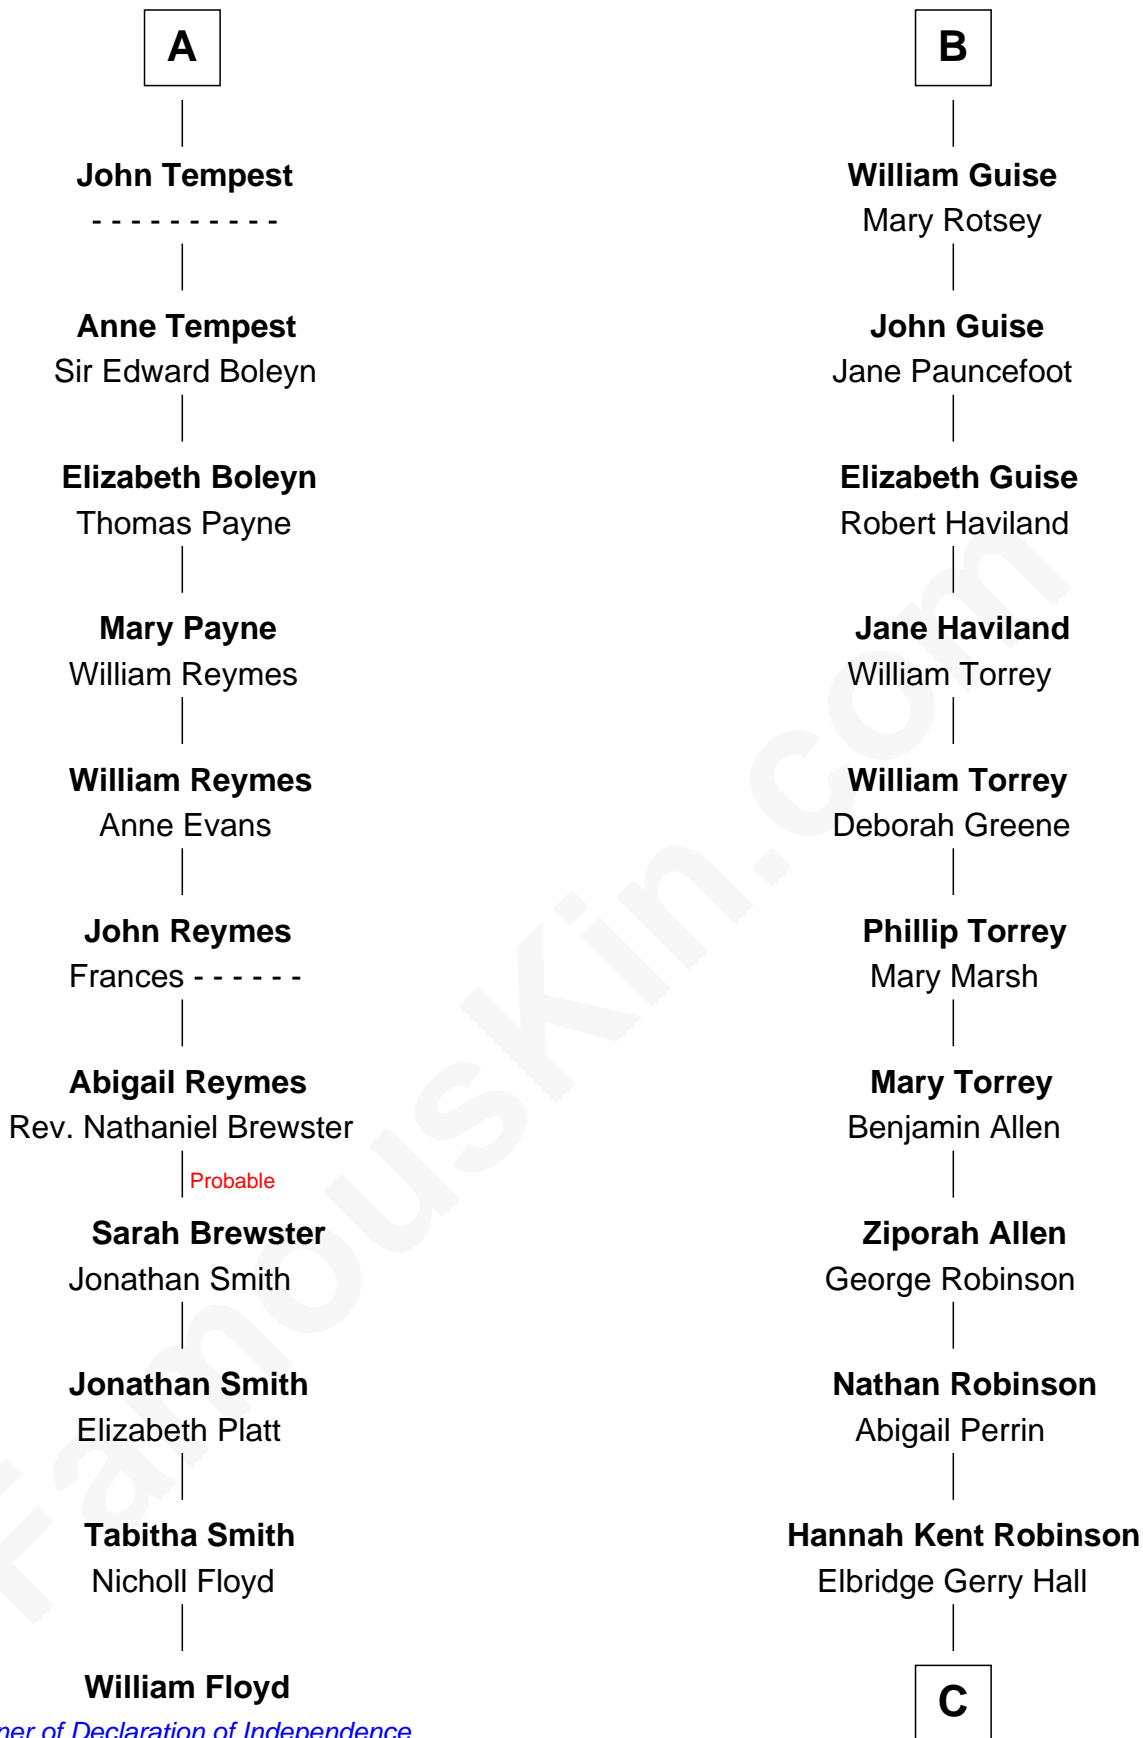 A
John Tempest
- - - - - - - - - -
Anne Tempest
Sir Edward Boleyn
Elizabeth Boleyn
Thomas Payne
Mary Payne
William Reymes
William Reymes
Anne Evans
John Reymes
Frances - - - - - -
Abigail Reymes
Rev. Nathaniel Brewster
Probable
Sarah Brewster
Jonathan Smith
Jonathan Smith
Elizabeth Platt
Tabitha Smith
Nicholl Floyd
William Floyd
of Declaration of Independence
B
William Guise
Mary Rotsey
John Guise
Jane Pauncefoot
Elizabeth Guise
Robert Haviland
Jane Haviland
William Torrey
William Torrey
Deborah Greene
Phillip Torrey
Mary Marsh
Mary Torrey
Benjamin Allen
Ziporah Allen
George Robinson
Nathan Robinson
Abigail Perrin
Hannah Kent Robinson
Elbridge Gerry Hall
C
FamousKin.com